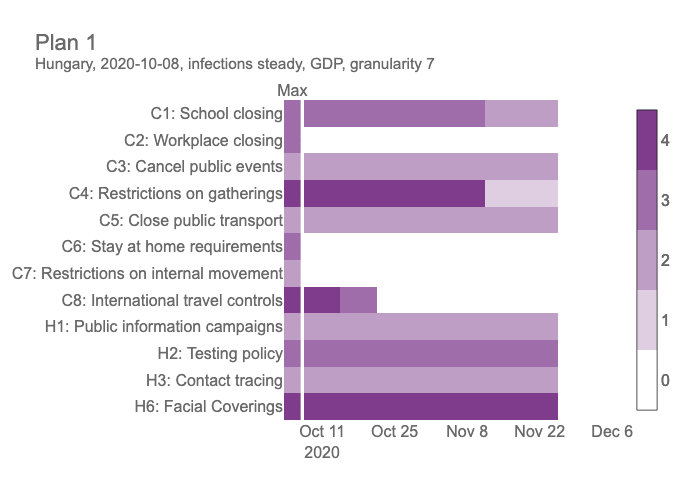 Plan 1
Hungary, 2020-10-08, infections steady, GDP, granularity 7
Max
C1: School closing
C2: Workplace closing
C3: Cancel public events
C4: Restrictions on gatherings
C5: Close public transport
C6: Stay at home requirements
C7: Restrictions on internal movement
C8: International travel controls
H1: Public information campaigns
H2: Testing policy
H3: Contact tracing
H6: Facial Coverings
Oct 11 Oct 25 Nov 8 Nov 22 Dec 6
2020
4
3
2
1
0